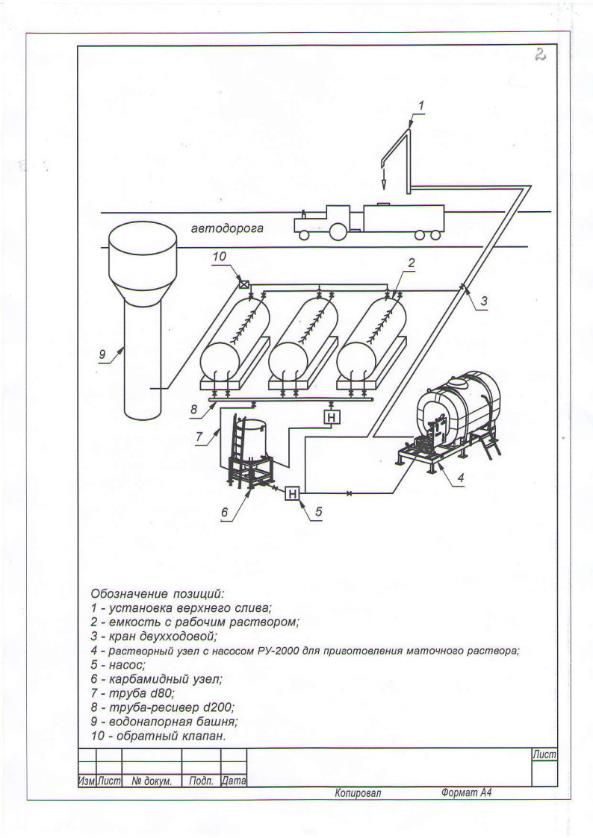 2
1
автодорога
10
2
3
9
8
Н
7
4
6
Н
5
Обозначение позиций:
1 - установка верхнего слива;
2 - емкость с рабочим раствором;
3 - кран двухходовой;
4 - растворный узел с насосом РУ-2000 для приготовления маточного раствора;
5 - насос;
6 - карбамидный узел;
7 - труба d80;
8 - труба-ресивер d200;
9 - водонапорная башня;
10 - обратный клапан.
Лист
Изм Лист № докум. Подп. Дата
Копировал Формат А4